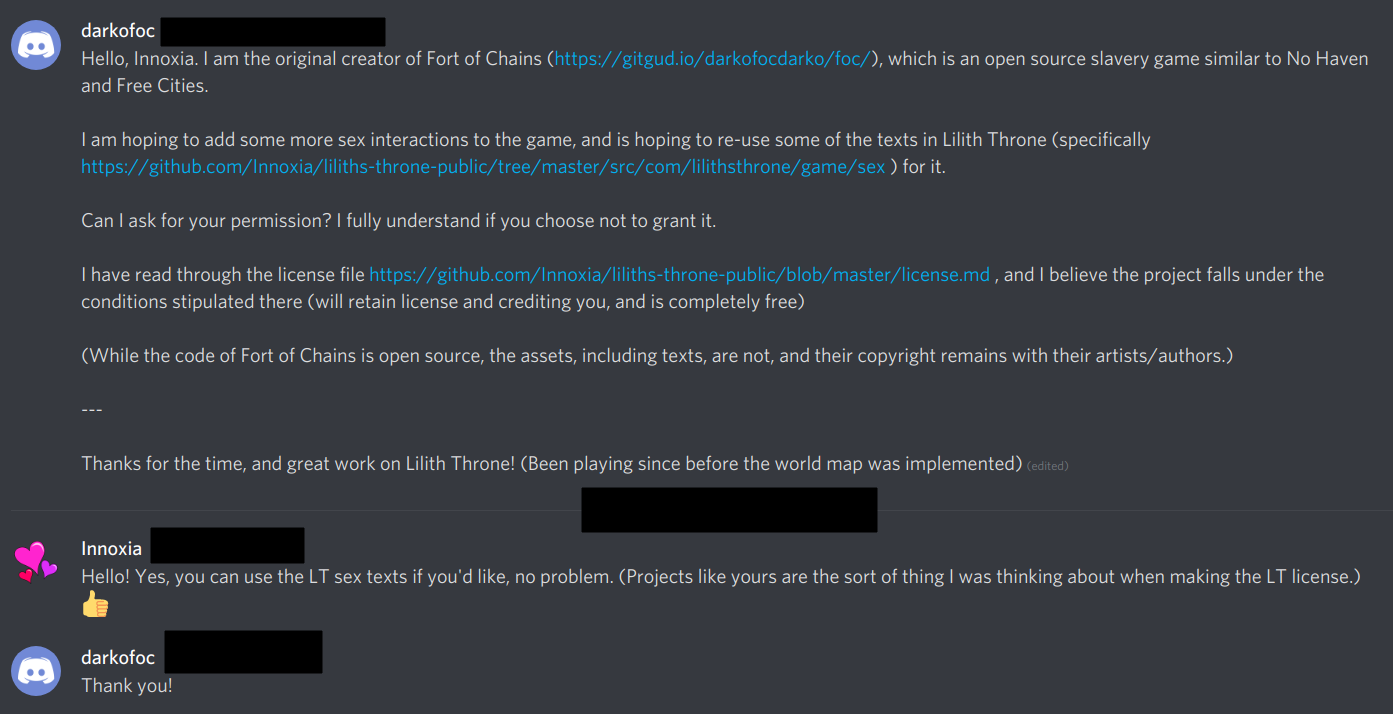 darkofoc
Hello, Innoxia. I am the original creator of Fort of Chains (https://gitgud.io/darkofocdarko/foc/), which is an open source slavery game similar to No Haven
and Free Cities.
I am hoping to add some more sex interactions to the game, and is hoping to re-use some of the texts in Lilith Throne (specifically
https://github.com/Innoxia/liliths-throne-public/tree/master/src/com/lilithsthrone/game/sex ) for it.
Can I ask for your permission? I fully understand if you choose not to grant it.
I have read through the license file https://github.com/Innoxia/liliths-throne-public/blob/master/license.md , and I believe the project falls under the
conditions stipulated there (will retain license and crediting you, and is completely free)
(While the code of Fort of Chains is open source, the assets, including texts, are not, and their copyright remains with their artists/authors.)
---
Thanks for the time, and great work on Lilith Throne! (Been playing since before the world map was implemented) (edited)
Innoxia
Hello! Yes, you can use the LT sex texts if you'd like, no problem. (Projects like yours are the sort of thing I was thinking about when making the LT license.)
darkofoc
Thank you!